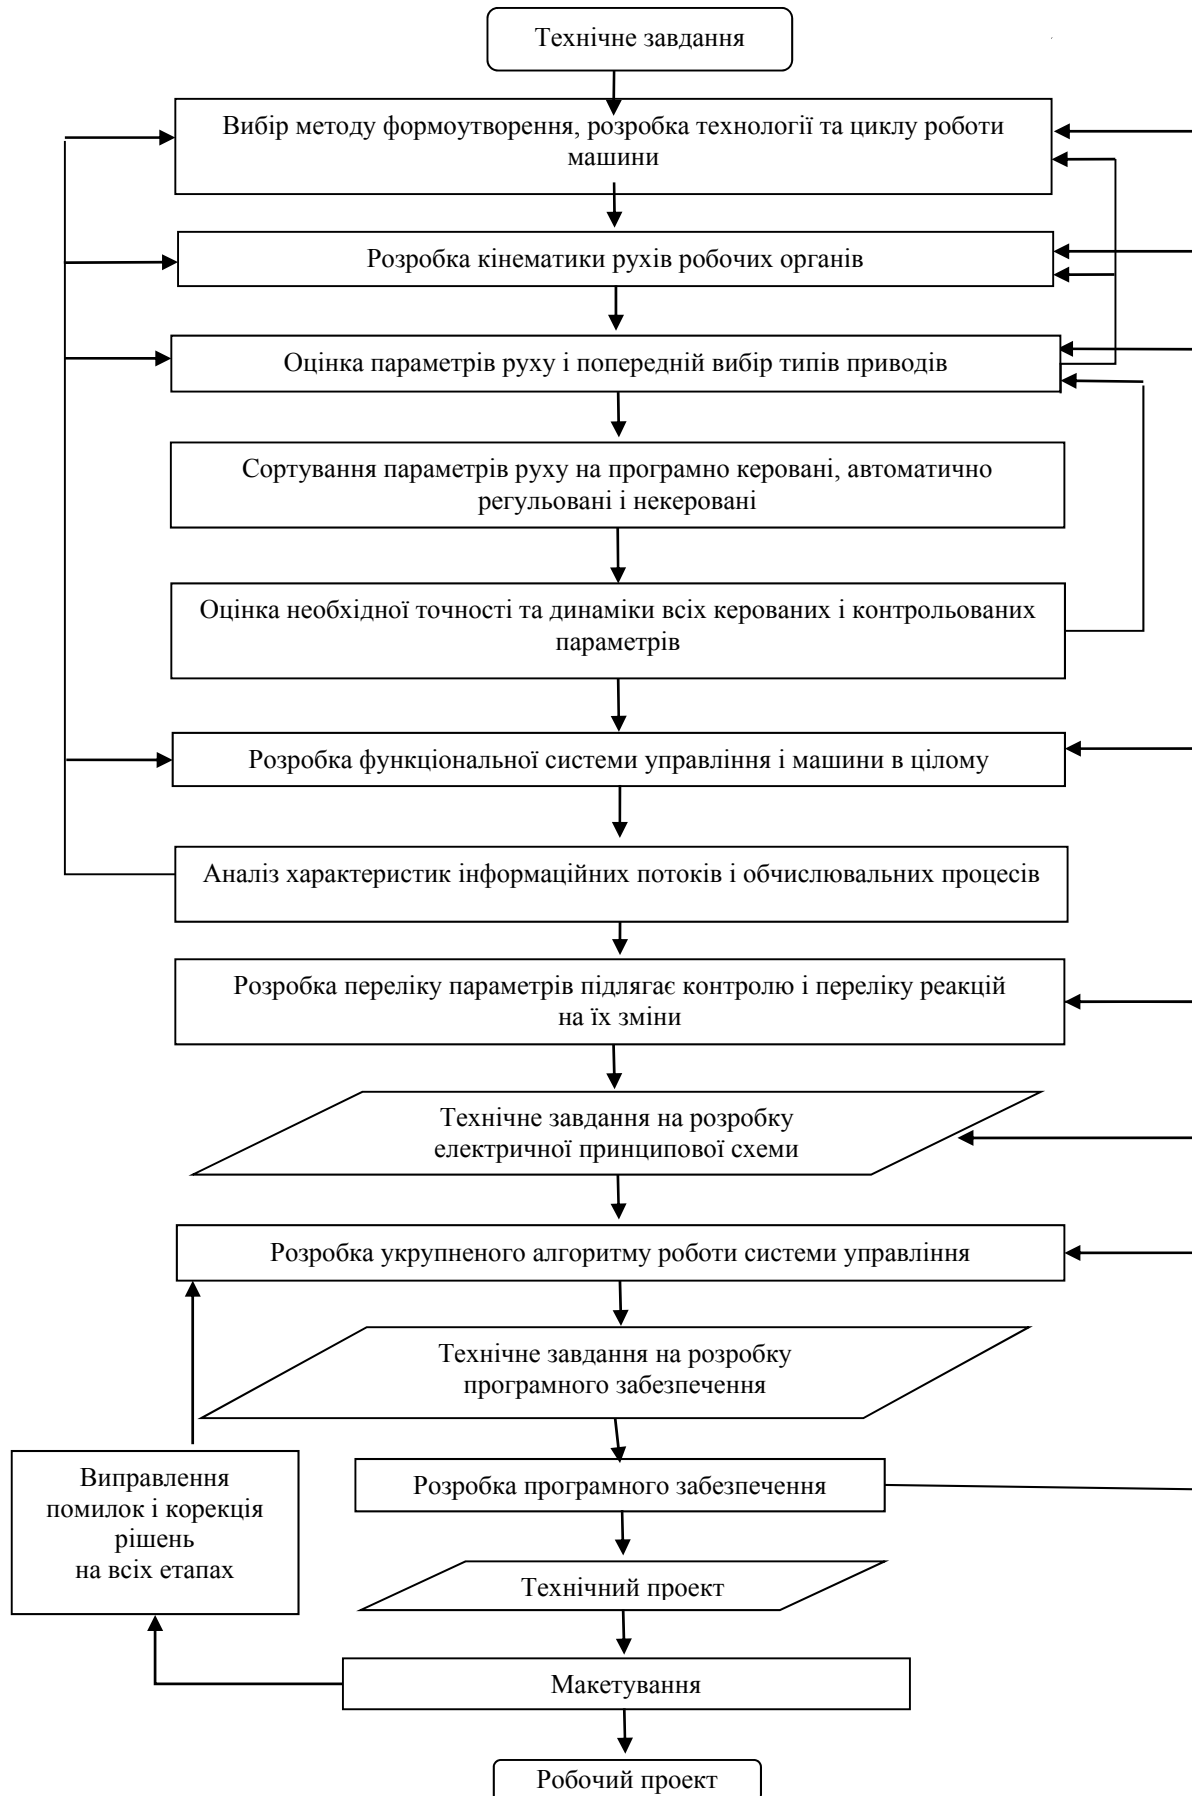 Технічне завдання
Вибір методу формоутворення, розробка технології та циклу роботи
машини
Розробка кінематики рухів робочих органів
Оцінка параметрів руху і попередній вибір типів приводів
Сортування параметрів руху на програмно керовані, автоматично
регульовані і некеровані
Оцінка необхідної точності та динаміки всіх керованих і контрольованих
параметрів
Розробка функціональної системи управління і машини в цілому
Аналіз характеристик інформаційних потоків і обчислювальних процесів
Розробка переліку параметрів підлягає контролю і переліку реакцій
на їх зміни
Технічне завдання на розробку
електричної принципової схеми
Розробка укрупненого алгоритму роботи системи управління
Технічне завдання на розробку
програмного забезпечення
Виправлення
помилок і корекція
рішень
на всіх етапах
Розробка програмного забезпечення
Технічний проект
Макетування
Робочий проект